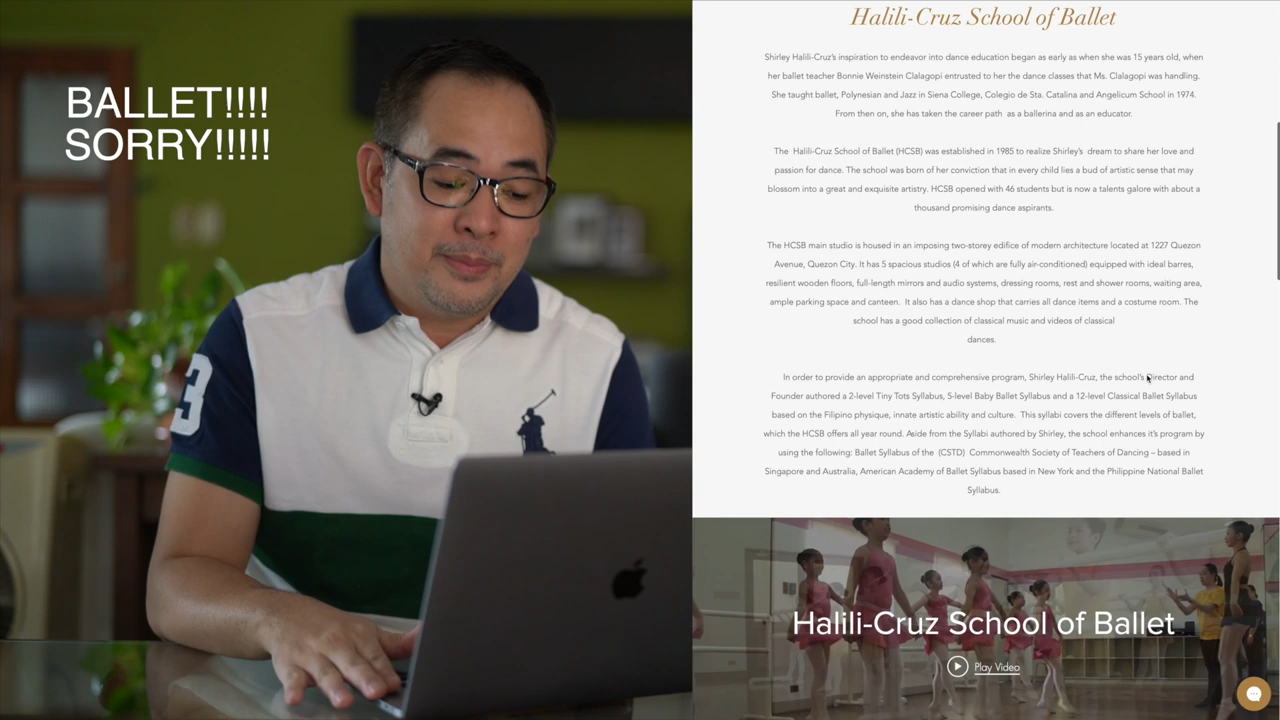 BALLET!!!!
SORRY!!!!!
3
Halili-Cruz School of Ballet
Shirley Halili-Cruz's inspiration to endeavor into dance education began as early as when she was 15 years old, when
her ballet teacher Bonnie Weinstein Clalagopi entrusted to her the dance classes that Ms. Clalagopi was handling.
She taught ballet, Polynesian and Jazz in Siena College, Colegio de Sta. Catalina and Angelicum School in 1974.
From then on, she has taken the career path as a ballerina and as an educator.
The Halili-Cruz School of Ballet (HCSB) was established in 1985 to realize Shirley's dream to share her love and
passion for dance. The school was born of her conviction that in every child lies a bud of artistic sense that may
blossom into a great and exquisite artistry. HCSB opened with 46 students but is now a talents galore with about a
thousand promising dance aspirants.
The HCSB main studio is housed in an imposing two-storey edifice of modern architecture located at 1227 Quezon
Avenue, Quezon City. It has 5 spacious studios (4 of which are fully air-conditioned) equipped with ideal barres,
resilient wooden floors, full-length mirrors and audio systems, dressing rooms, rest and shower rooms, waiting area,
ample parking space and canteen. It also has a dance shop that carries all dance items and a costume room. The
school has a good collection of classical music and videos of classical
dances.
In order to provide an appropriate and comprehensive program, Shirley Halili-Cruz, the school's Director and
Founder authored a 2-level Tiny Tots Syllabus, 5-level Baby Ballet Syllabus and a 12-level Classical Ballet Syllabus
based on the Filipino physique, innate artistic ability and culture. This syllabi covers the different levels of ballet,
which the HCSB offers all year round. Aside from the Syllabi authored by Shirley, the school enhances it's program by
using the following: Ballet Syllabus of the (CSTD) Commonwealth Society of Teachers of Dancing – based in
Singapore and Australia, American Academy of Ballet Syllabus based in New York and the Philippine National Ballet
Syllabus.
Halili-Cruz School of Ballet
Play Video